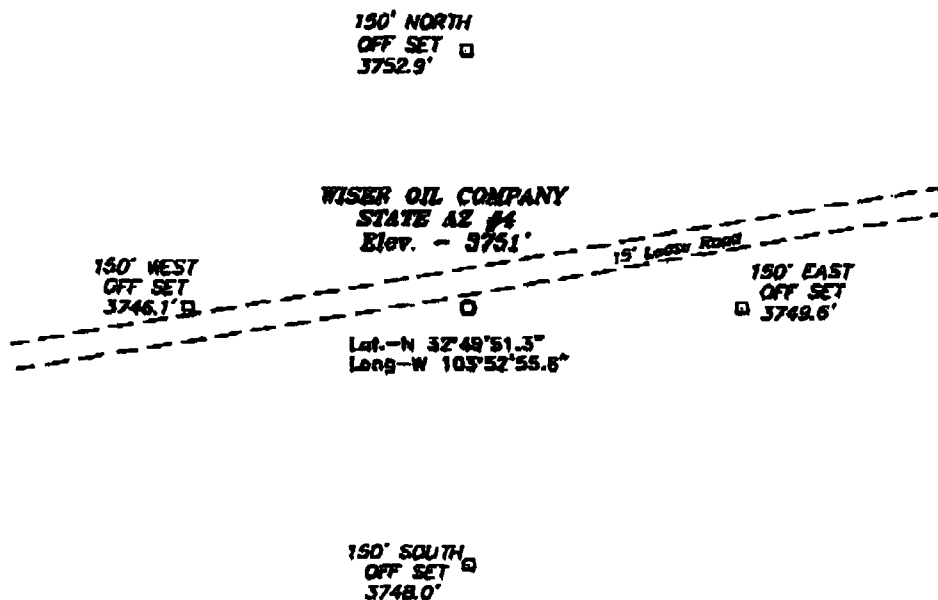 150' NORTH
OFF SET
3752.9'
WISER OIL COMPANY
STATE AZ #4
Elev. - 3751'
15' Lease Road
150' WEST
OFF SET
3746.1'
150' EAST
OFF SET
3749.6'
Lat.-N 32°49'51.3"
Long-W 103°52'55.6"
150' SOUTH
OFF SET
3748.0'